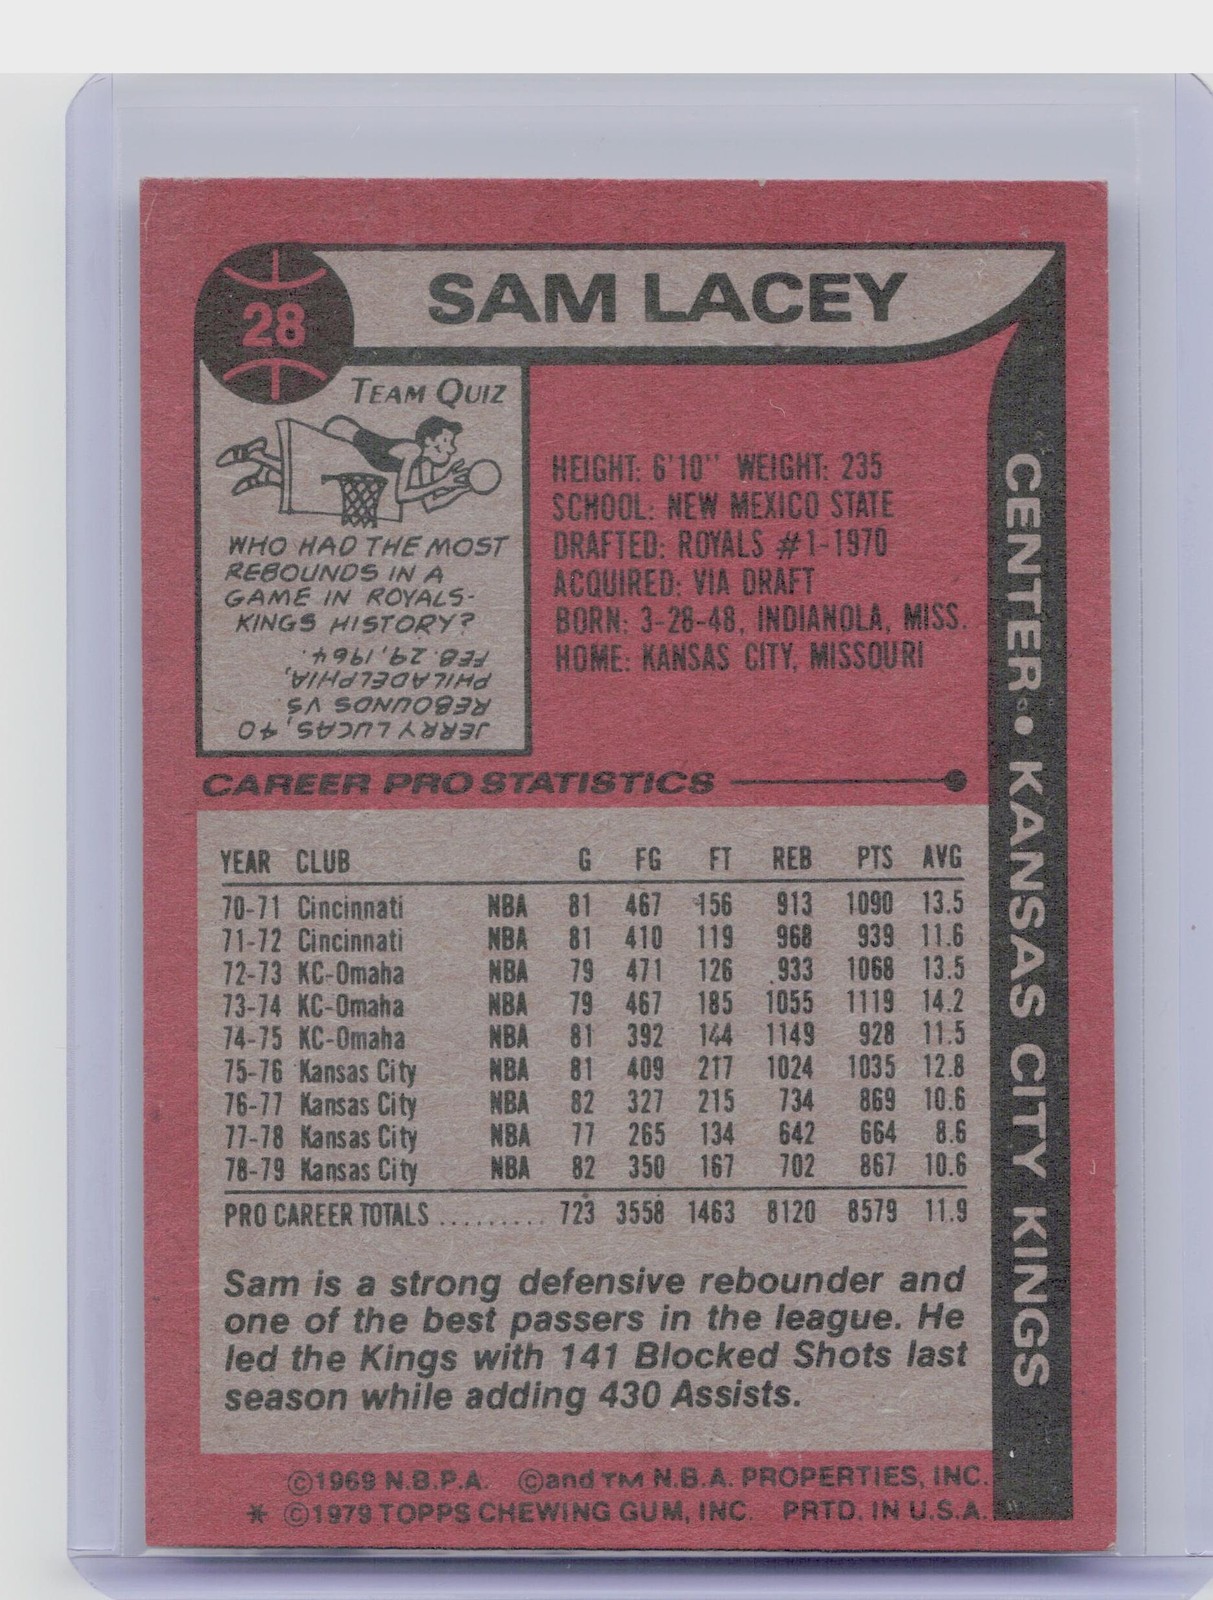 28
SAM LACEY
TEAM QUIZ
WHO HAD THE MOST
REBOUNDS IN A
GAME IN ROYALS-
KINGS HISTORY?
JERRY LUCAS, 40
REBOUNDS VS.
PHILADELPHIA,
FEB. 29, 1964.
HEIGHT: 6'10" WEIGHT: 235
SCHOOL: NEW MEXICO STATE
DRAFTED: ROYALS #1-1970
ACQUIRED: VIA DRAFT
BORN: 3-28-48, INDIANOLA, MISS.
HOME: KANSAS CITY, MISSOURI
CENTER • KANSAS CITY KINGS
CAREER PRO STATISTICS
YEAR CLUB G FG FT REB PTS AVG
70-71 Cincinnati NBA 81 467 156 913 1090 13.5
71-72 Cincinnati NBA 81 410 119 968 939 11.6
72-73 KC-Omaha NBA 79 471 126 933 1068 13.5
73-74 KC-Omaha NBA 79 467 185 1055 1119 14.2
74-75 KC-Omaha NBA 81 392 144 1149 928 11.5
75-76 Kansas City NBA 81 409 217 1024 1035 12.8
76-77 Kansas City NBA 82 327 215 734 869 10.6
77-78 Kansas City NBA 77 265 134 642 664 8.6
78-79 Kansas City NBA 82 350 167 702 867 10.6
PRO CAREER TOTALS ......... 723 3558 1463 8120 8579 11.9
Sam is a strong defensive rebounder and
one of the best passers in the league. He
led the Kings with 141 Blocked Shots last
season while adding 430 Assists.
©1969 N.B.P.A. ©and TM N.B.A. PROPERTIES, INC.
* ©1979 TOPPS CHEWING GUM, INC. PRTD. IN U.S.A.